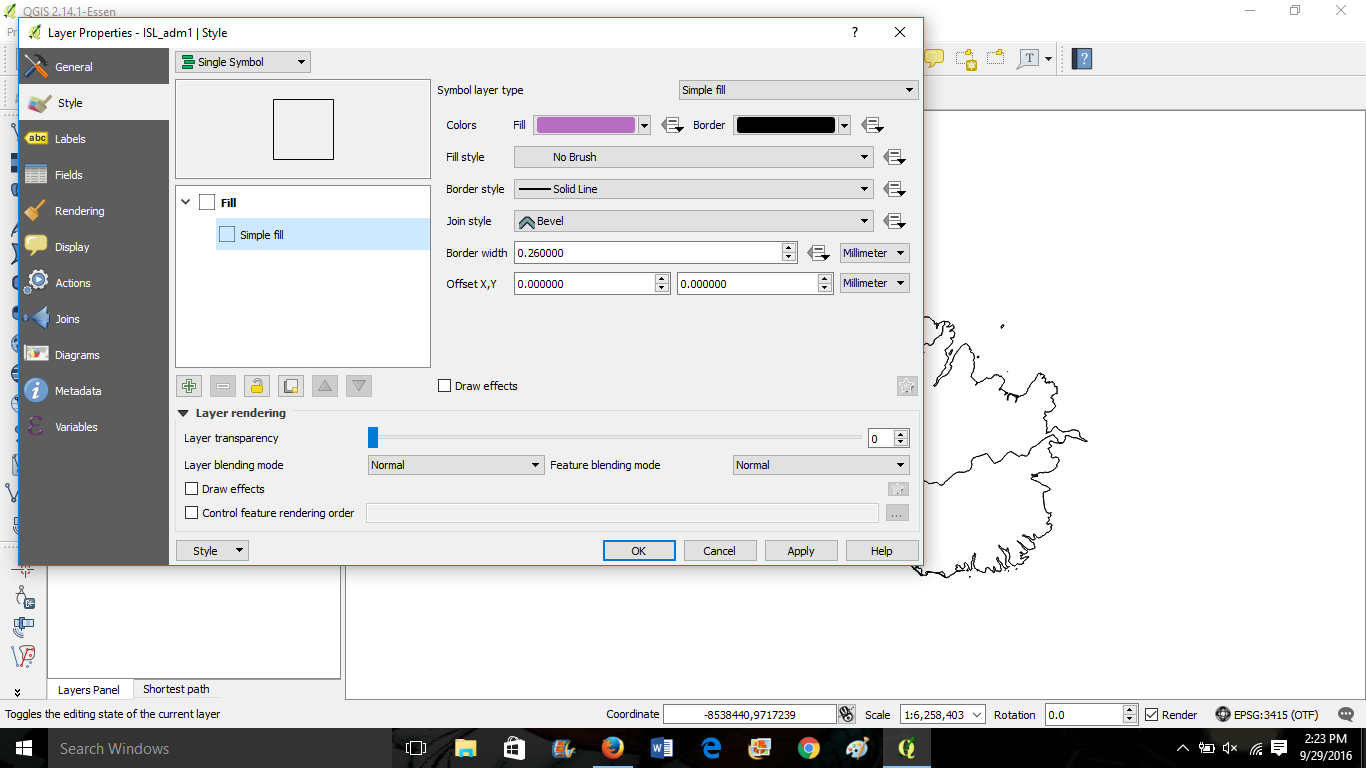 QGIS 2.14.1-Essen
Layer Properties - ISL_adm1 | Style
?
Pr
General
Style
abc Labels
Fields
Rendering
Display
Actions
Joins
Diagrams
Metadata
Variables
Single Symbol
Fill
Simple fill
Symbol layer type Simple fill
Colors Fill Border
Fill style No Brush
Border style Solid Line
Join style Bevel
Border width 0.260000 Millimeter
Offset X,Y 0.000000 0.000000 Millimeter
Draw effects
Layer rendering
Layer transparency 0
Layer blending mode Normal Feature blending mode Normal
Draw effects
Control feature rendering order ...
Style OK Cancel Apply Help
T ?
Layers Panel Shortest path
Toggles the editing state of the current layer Coordinate -8538440,9717239 Scale 1:6,258,403 Rotation 0.0 Render EPSG:3415 (OTF)
Search Windows
2:23 PM
9/29/2016